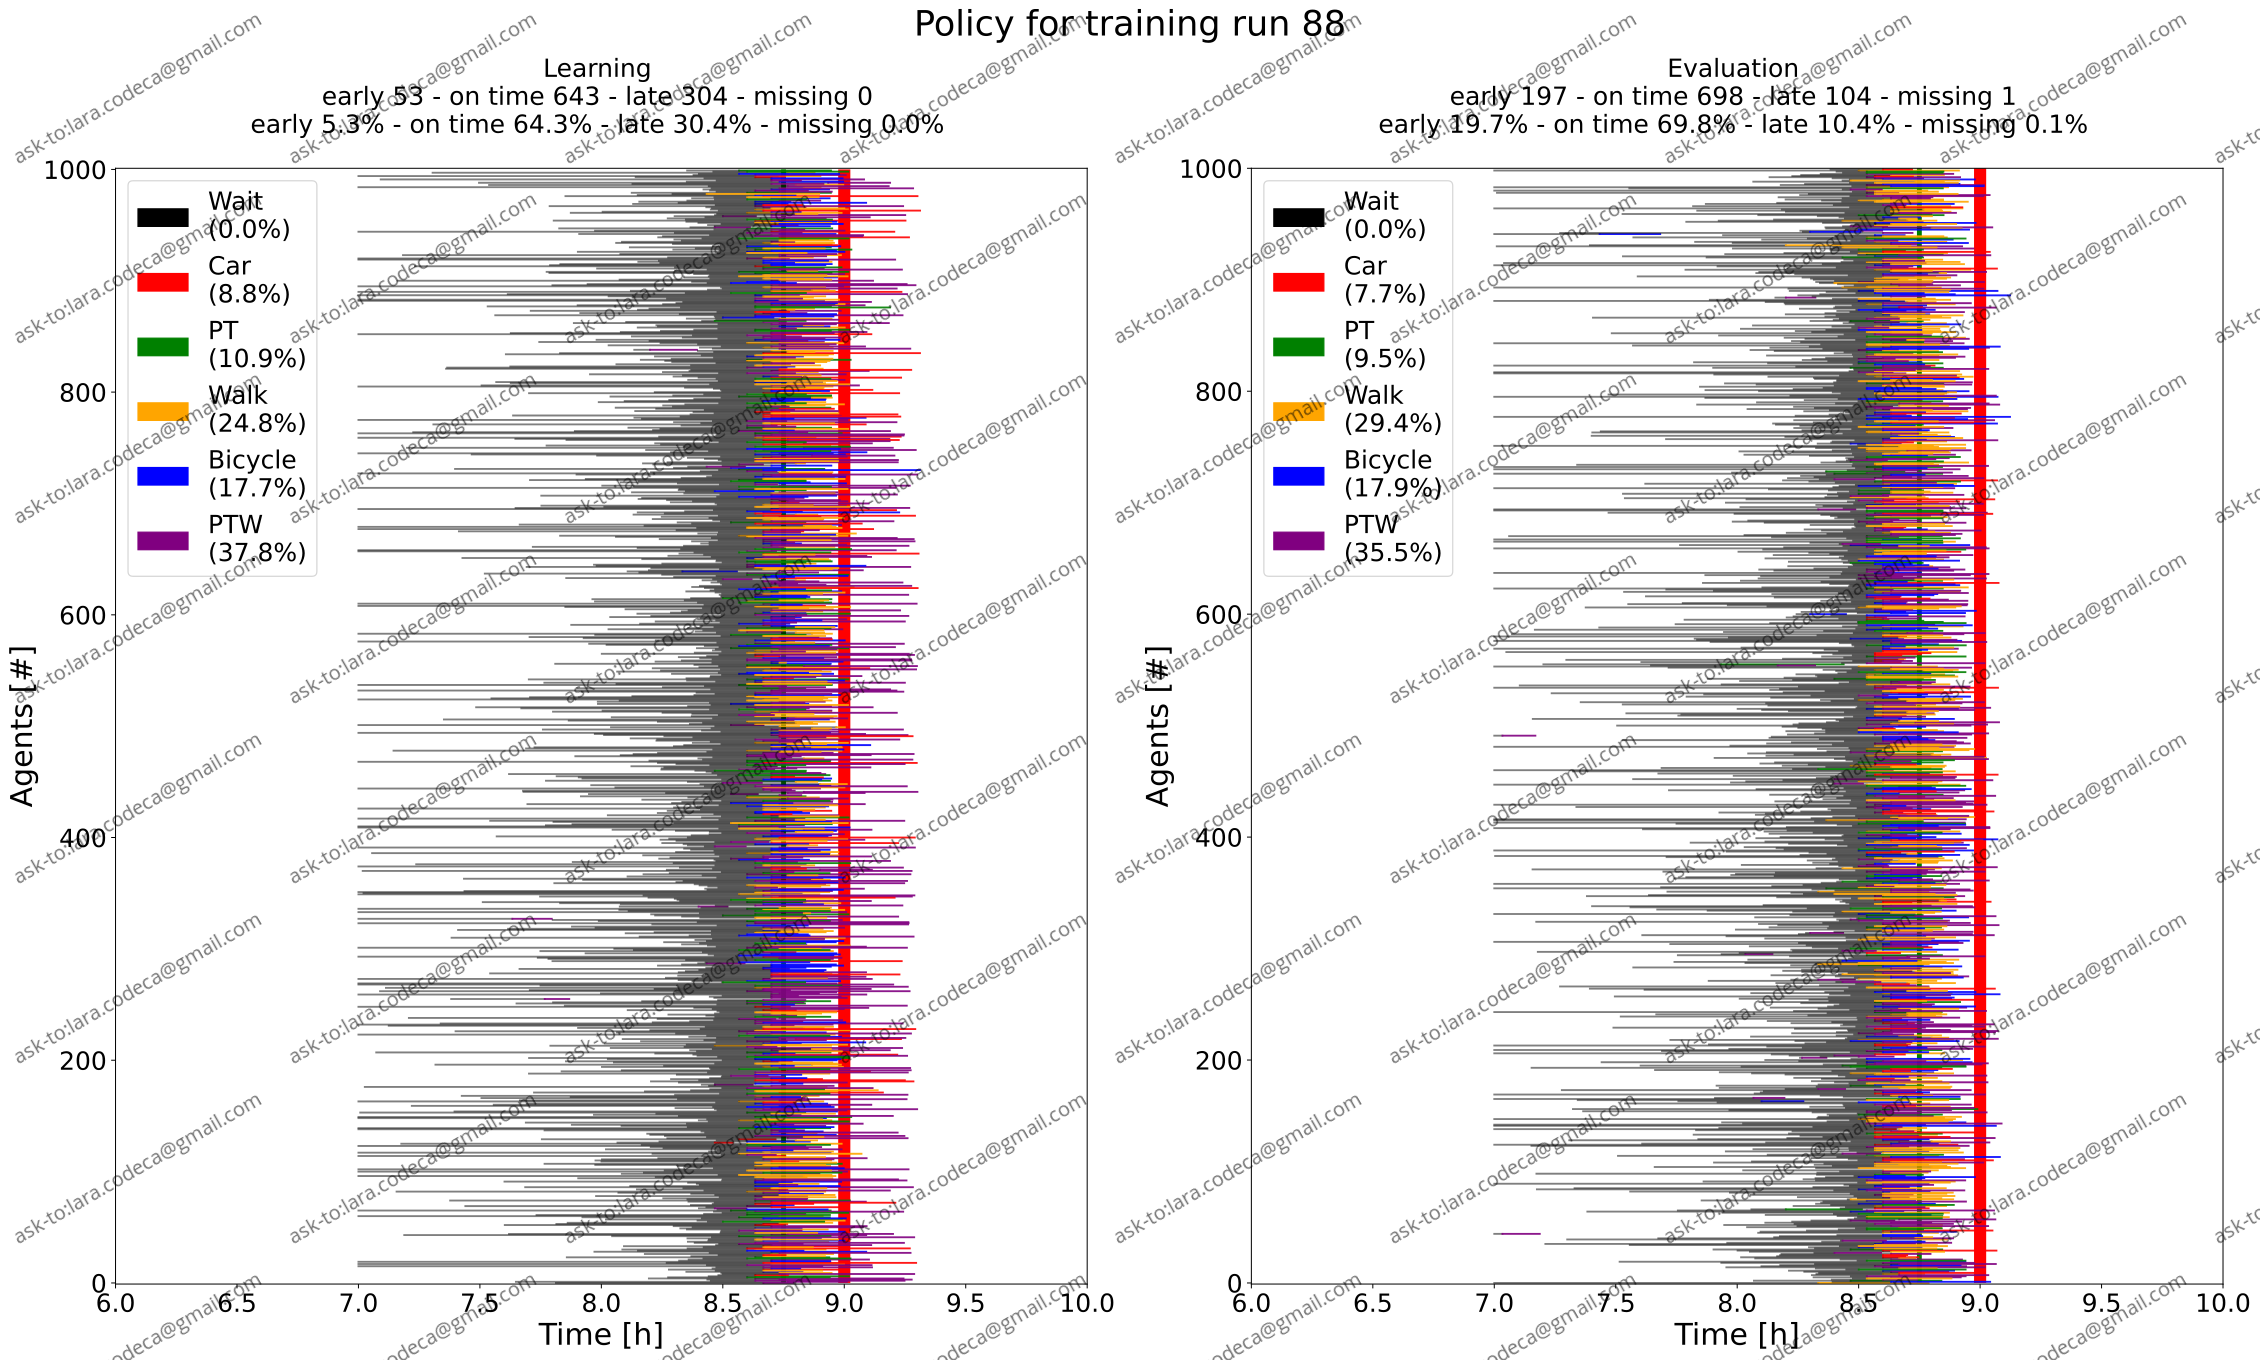 Policy for training run 88
Learning
early 53 - on time 643 - late 304 - missing 0
early 5.3% - on time 64.3% - late 30.4% - missing 0.0%
Evaluation
early 197 - on time 698 - late 104 - missing 1
early 19.7% - on time 69.8% - late 10.4% - missing 0.1%
Agents [#]
1000
800
600
400
200
0
Wait
(0.0%)
Car
(8.8%)
PT
(10.9%)
Walk
(24.8%)
Bicycle
(17.7%)
PTW
(37.8%)
6.0 6.5 7.0 7.5 8.0 8.5 9.0 9.5 10.0
Time [h]
Agents [#]
1000
800
600
400
200
0
Wait
(0.0%)
Car
(7.7%)
PT
(9.5%)
Walk
(29.4%)
Bicycle
(17.9%)
PTW
(35.5%)
6.0 6.5 7.0 7.5 8.0 8.5 9.0 9.5 10.0
Time [h]
ask-to:lara.codeca@gmail.com